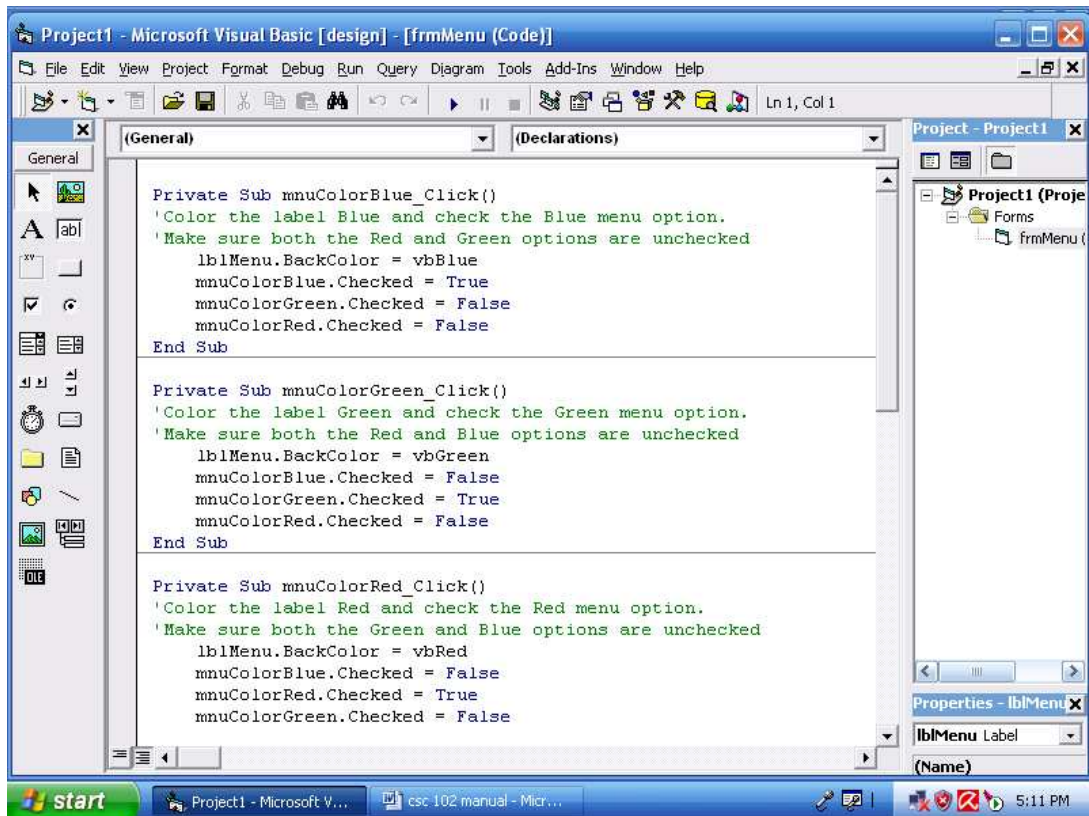 Project1 - Microsoft Visual Basic [design] - [frmMenu (Code)]
File Edit View Project Format Debug Run Query Diagram Tools Add-Ins Window Help
Ln 1, Col 1
General
(General)
(Declarations)
Private Sub mnuColorBlue_Click()
'Color the label Blue and check the Blue menu option.
'Make sure both the Red and Green options are unchecked
lblMenu.BackColor = vbBlue
mnuColorBlue.Checked = True
mnuColorGreen.Checked = False
mnuColorRed.Checked = False
End Sub
Private Sub mnuColorGreen_Click()
'Color the label Green and check the Green menu option.
'Make sure both the Red and Blue options are unchecked
lblMenu.BackColor = vbGreen
mnuColorBlue.Checked = False
mnuColorGreen.Checked = True
mnuColorRed.Checked = False
End Sub
Private Sub mnuColorRed_Click()
'Color the label Red and check the Red menu option.
'Make sure both the Green and Blue options are unchecked
lblMenu.BackColor = vbRed
mnuColorBlue.Checked = False
mnuColorRed.Checked = True
mnuColorGreen.Checked = False
Project - Project1
Project1 (Proje
Forms
frmMenu (
Properties - lblMenu
lblMenu Label
(Name)
A
abl
xv
OLE
start
Project1 - Microsoft V...
csc 102 manual - Micr...
5:11 PM